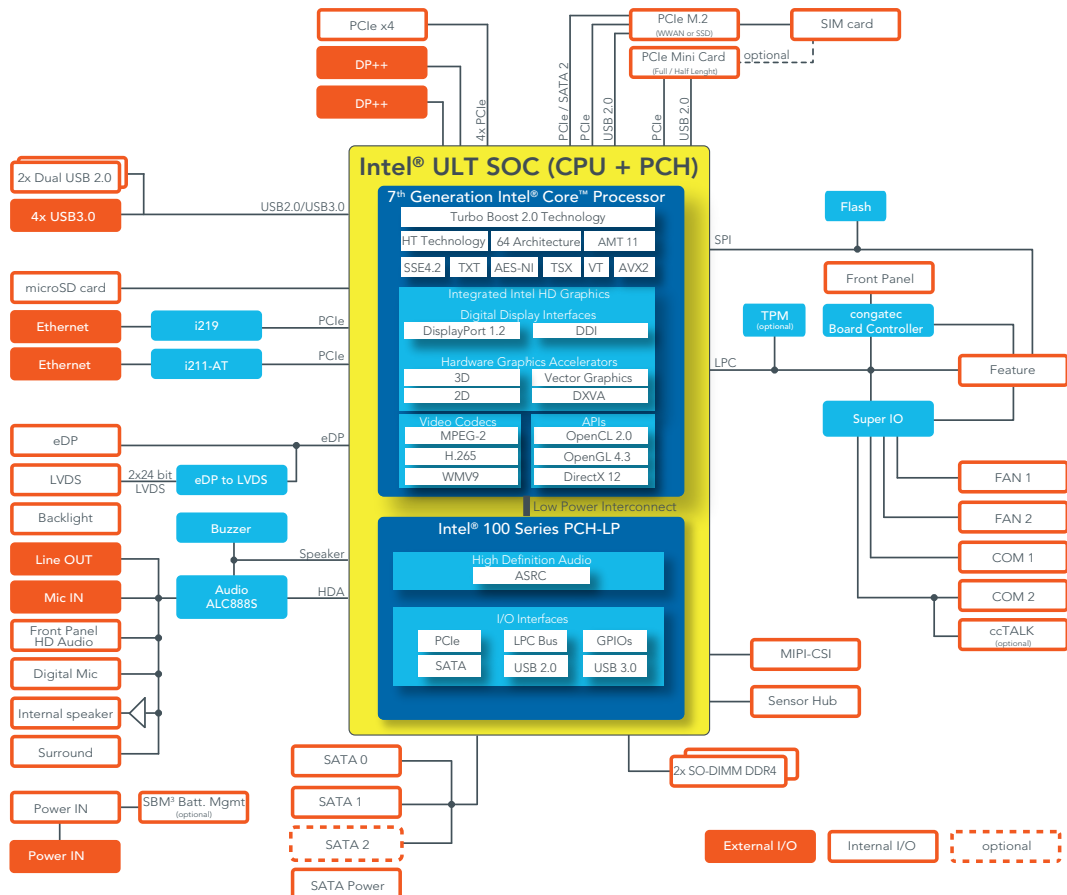 PCIe x4
DP++
DP++
4x PCIe
PCIe / SATA 2
PCIe
USB 2.0
PCIe
USB 2.0
PCIe M.2
(WWAN or SSD)
SIM card
PCIe Mini Card
(Full / Half Lenght)
optional
2x Dual USB 2.0
4x USB3.0
USB2.0/USB3.0
microSD card
Ethernet
i219
PCIe
Ethernet
i211-AT
PCIe
eDP
eDP
LVDS
2x24 bit
LVDS
eDP to LVDS
Backlight
Buzzer
Speaker
Line OUT
Mic IN
Audio
ALC888S
HDA
Front Panel
HD Audio
Digital Mic
Internal speaker
Surround
Power IN
SBM³ Batt. Mgmt
(optional)
Power IN
Intel® ULT SOC (CPU + PCH)
7th Generation Intel® Core™ Processor
Turbo Boost 2.0 Technology
HT Technology
64 Architecture
AMT 11
SSE4.2
TXT
AES-NI
TSX
VT
AVX2
Integrated Intel HD Graphics
Digital Display Interfaces
DisplayPort 1.2
DDI
Hardware Graphics Accelerators
3D
Vector Graphics
2D
DXVA
Video Codecs
MPEG-2
H.265
WMV9
APIs
OpenCL 2.0
OpenGL 4.3
DirectX 12
Low Power Interconnect
Intel® 100 Series PCH-LP
High Definition Audio
ASRC
I/O Interfaces
PCIe
LPC Bus
GPIOs
SATA
USB 2.0
USB 3.0
SPI
Flash
Front Panel
TPM
(optional)
congatec
Board Controller
LPC
Feature
Super IO
FAN 1
FAN 2
COM 1
COM 2
ccTALK
(optional)
MIPI-CSI
Sensor Hub
SATA 0
SATA 1
SATA 2
SATA Power
2x SO-DIMM DDR4
External I/O
Internal I/O
optional